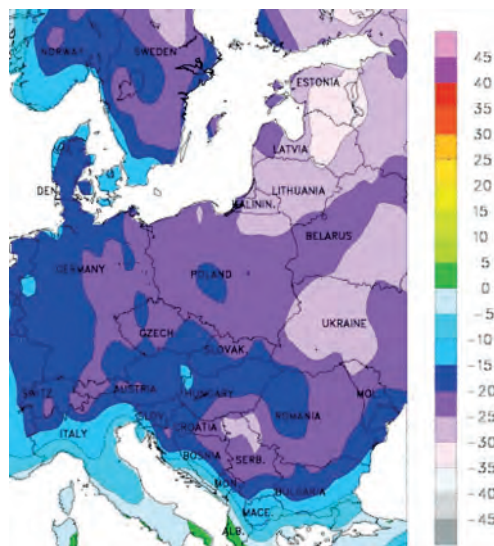 NORWAY
SWEDEN
ESTONIA
LATVIA
LITHUANIA
KALININ.
DEN.
BELARUS
GERMANY
POLAND
UKRAINE
CZECH
SLOVAK.
SWITZ.
AUSTRIA
HUNGARY
MOL.
ROMANIA
SLOV.
CROATIA
ITALY
BOSNIA
SERB.
MON.
BULGARIA
MACE.
ALB.
45
40
35
30
25
20
15
10
5
0
-5
-10
-15
-20
-25
-30
-35
-40
-45